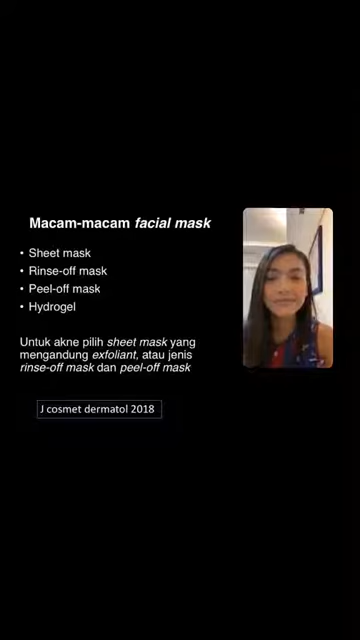 Macam-macam facial mask
• Sheet mask
• Rinse-off mask
• Peel-off mask
• Hydrogel
Untuk akne pilih sheet mask yang
mengandung exfoliant, atau jenis
rinse-off mask dan peel-off mask
J cosmet dermatol 2018